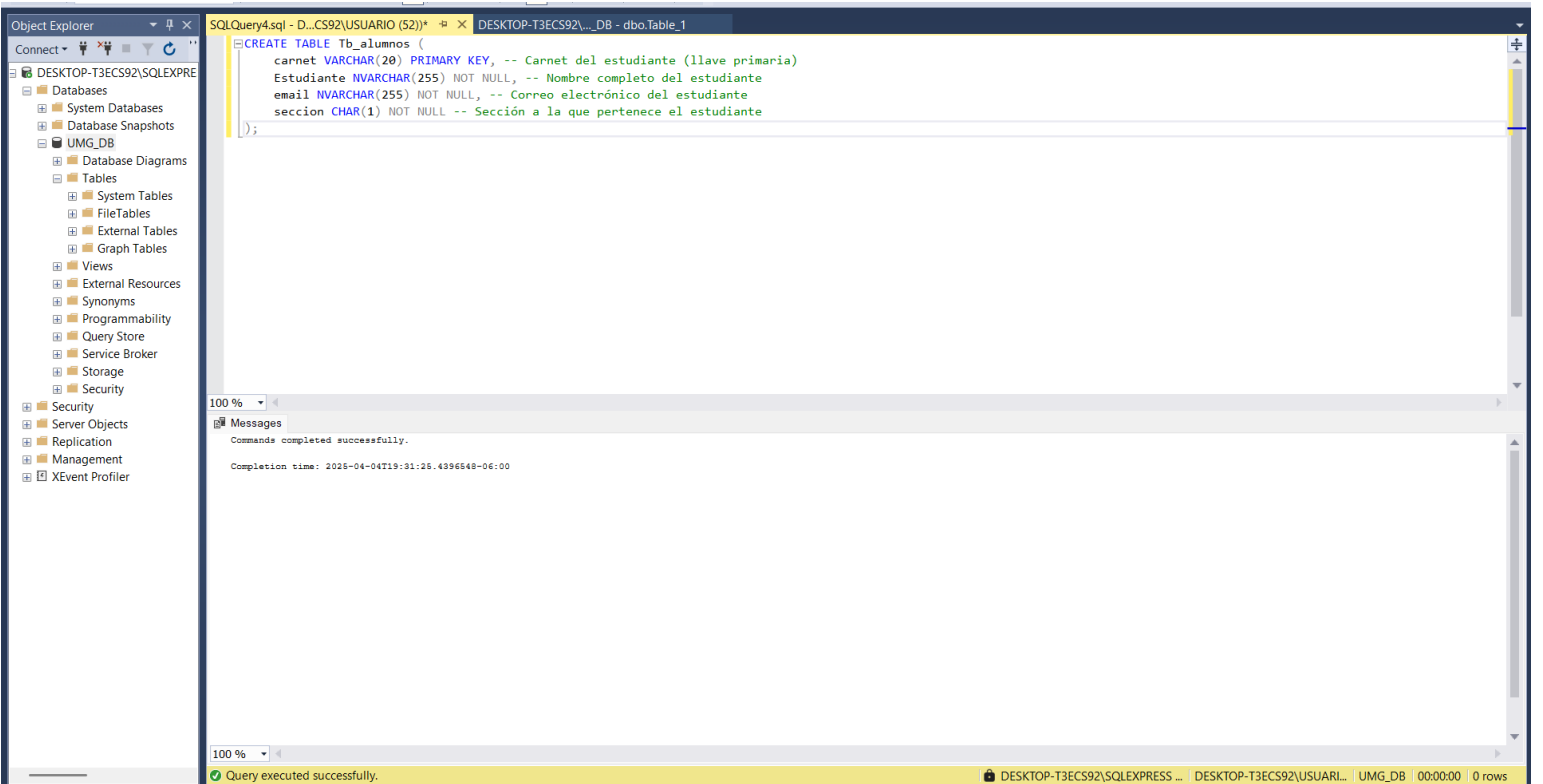 Object Explorer
Connect
DESKTOP-T3ECS92\SQLEXPRE
Databases
System Databases
Database Snapshots
UMG_DB
Database Diagrams
Tables
System Tables
FileTables
External Tables
Graph Tables
Views
External Resources
Synonyms
Programmability
Query Store
Service Broker
Storage
Security
Security
Server Objects
Replication
Management
XEvent Profiler
SQLQuery4.sql - D...CS92\USUARIO (52))*
DESKTOP-T3ECS92\..._DB - dbo.Table_1
CREATE TABLE Tb_alumnos (
carnet VARCHAR(20) PRIMARY KEY, -- Carnet del estudiante (llave primaria)
Estudiante NVARCHAR(255) NOT NULL, -- Nombre completo del estudiante
email NVARCHAR(255) NOT NULL, -- Correo electrónico del estudiante
seccion CHAR(1) NOT NULL -- Sección a la que pertenece el estudiante
);
100 %
Messages
Commands completed successfully.
Completion time: 2025-04-04T19:31:25.4396548-06:00
100 %
Query executed successfully.
DESKTOP-T3ECS92\SQLEXPRESS ...
DESKTOP-T3ECS92\USUARI...
UMG_DB
00:00:00
0 rows